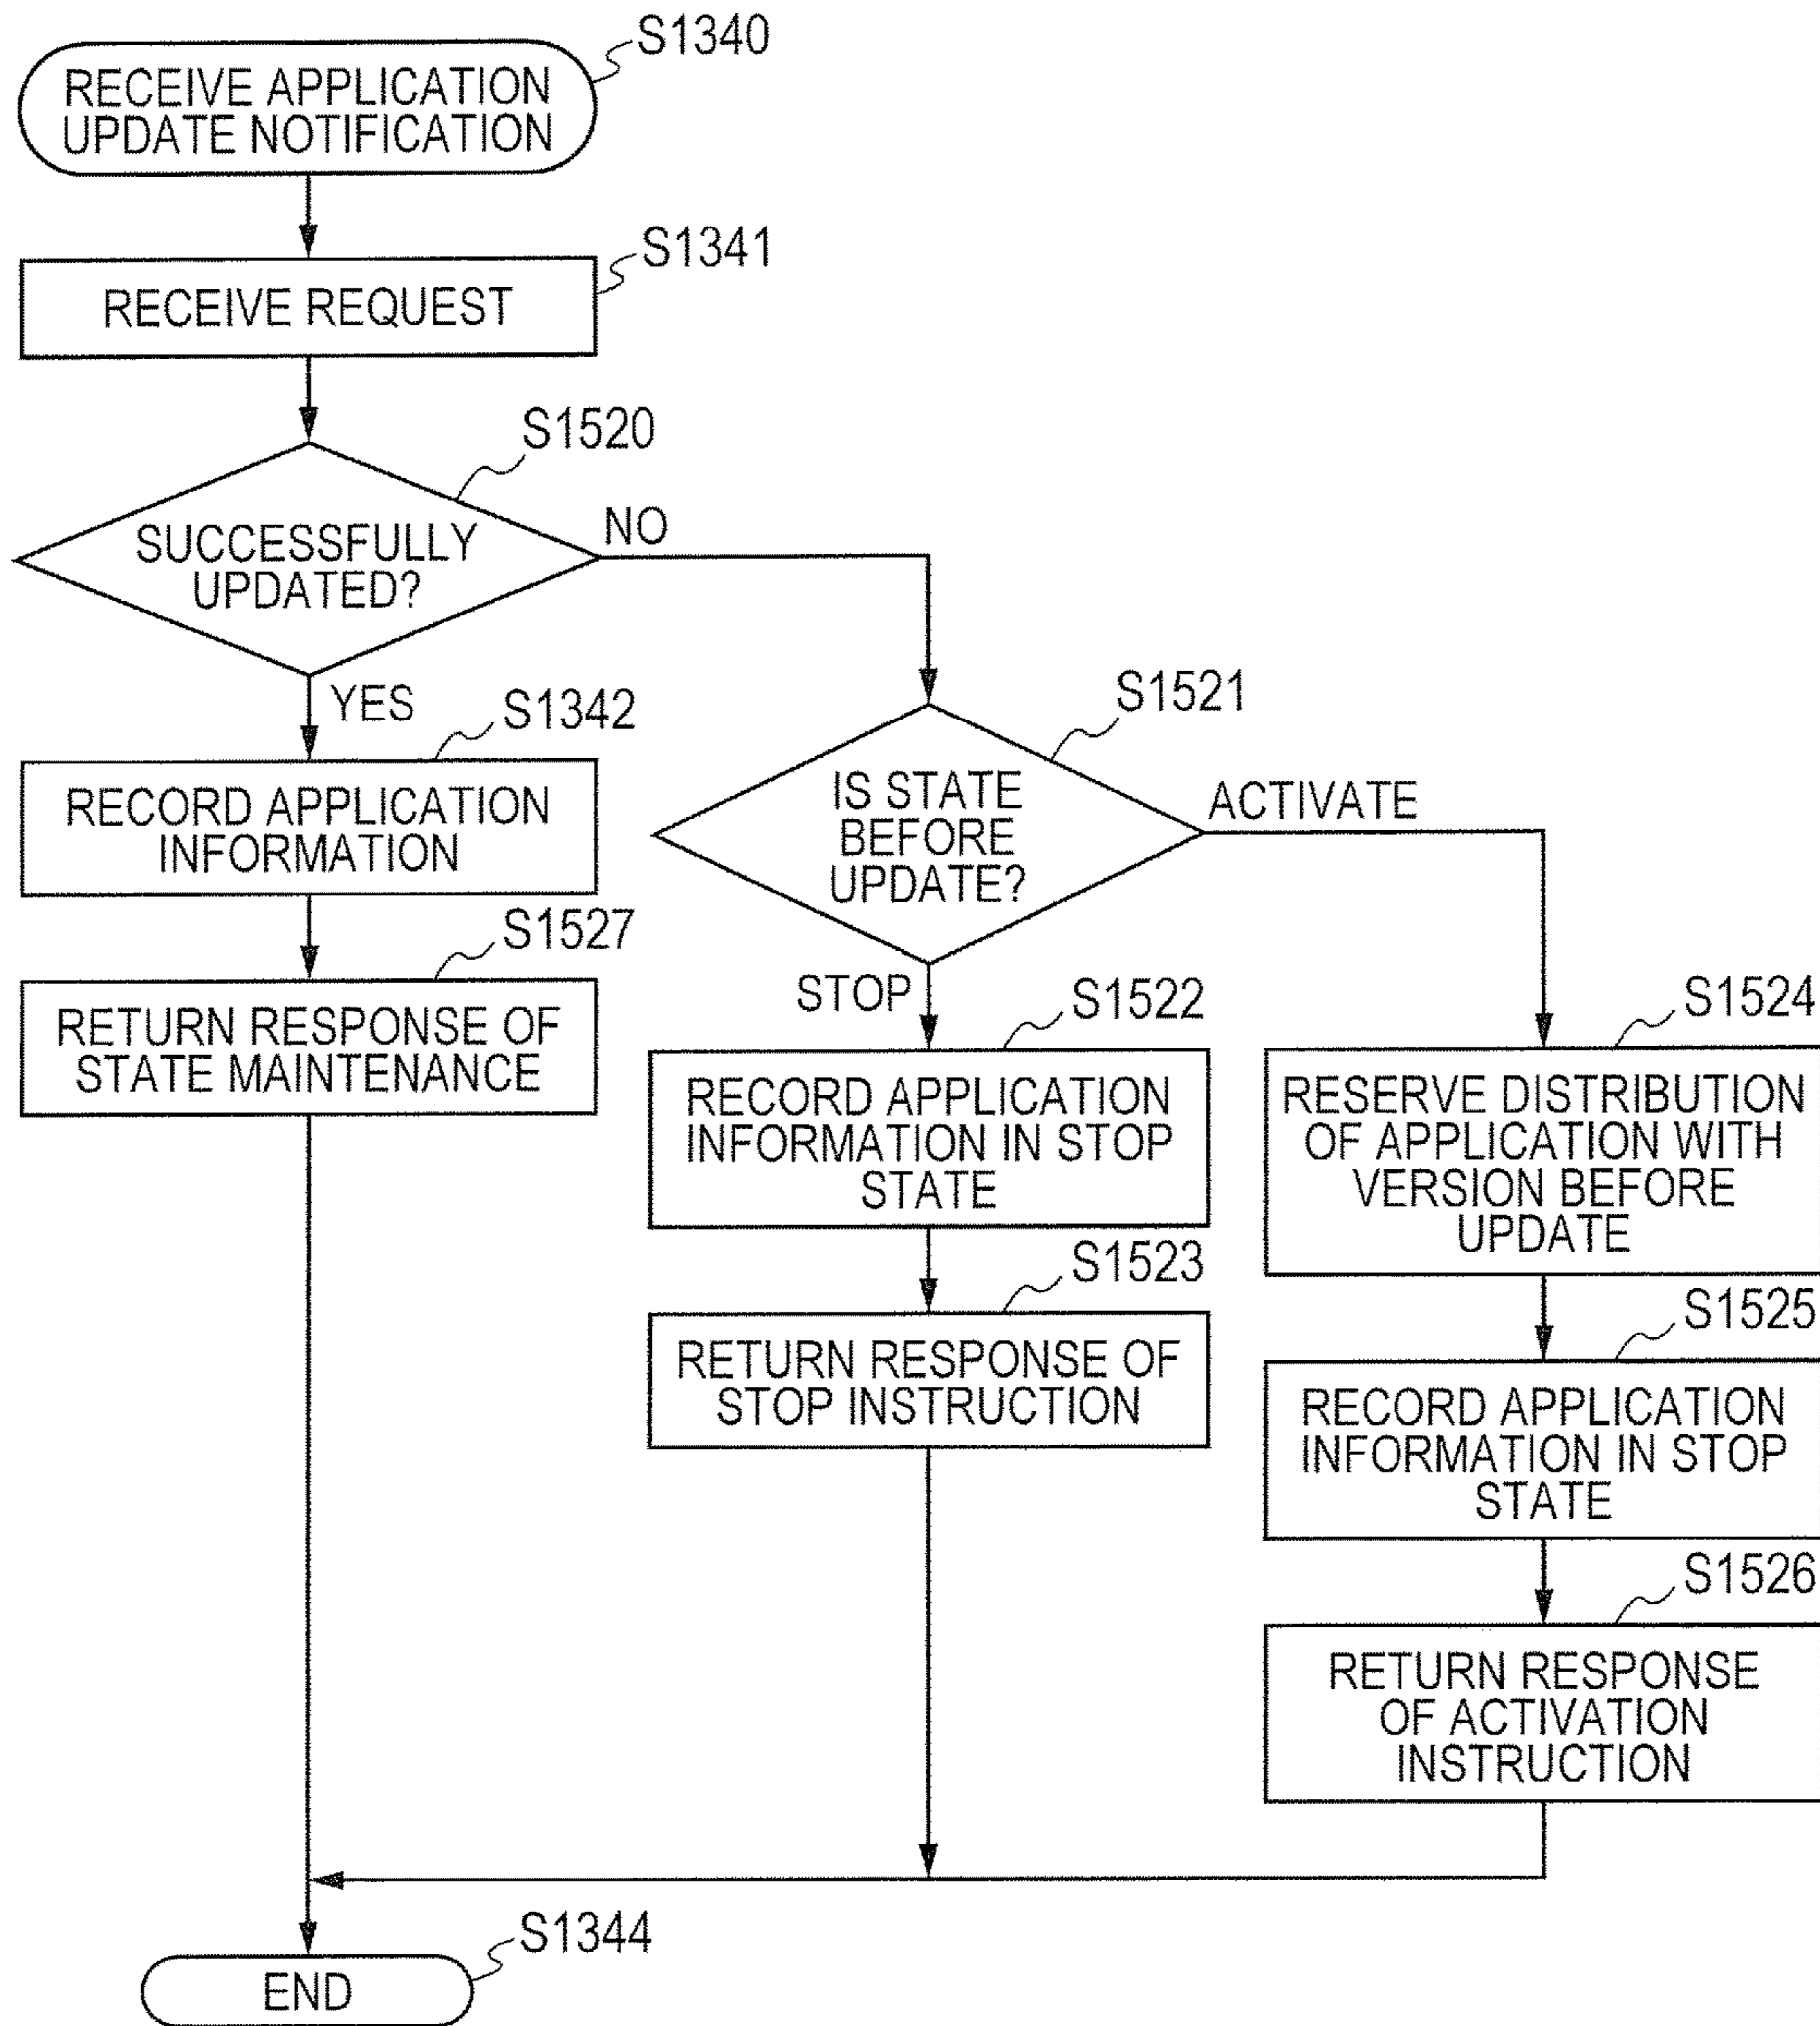 S1340
RECEIVE APPLICATION
UPDATE NOTIFICATION
S1341
RECEIVE REQUEST
S1520
SUCCESSFULLY
UPDATED?
NO
YES
S1342
RECORD APPLICATION
INFORMATION
S1527
RETURN RESPONSE OF
STATE MAINTENANCE
S1521
IS STATE
BEFORE
UPDATE?
ACTIVATE
STOP
S1522
RECORD APPLICATION
INFORMATION IN STOP
STATE
S1523
RETURN RESPONSE OF
STOP INSTRUCTION
S1524
RESERVE DISTRIBUTION
OF APPLICATION WITH
VERSION BEFORE
UPDATE
S1525
RECORD APPLICATION
INFORMATION IN STOP
STATE
S1526
RETURN RESPONSE
OF ACTIVATION
INSTRUCTION
S1344
END